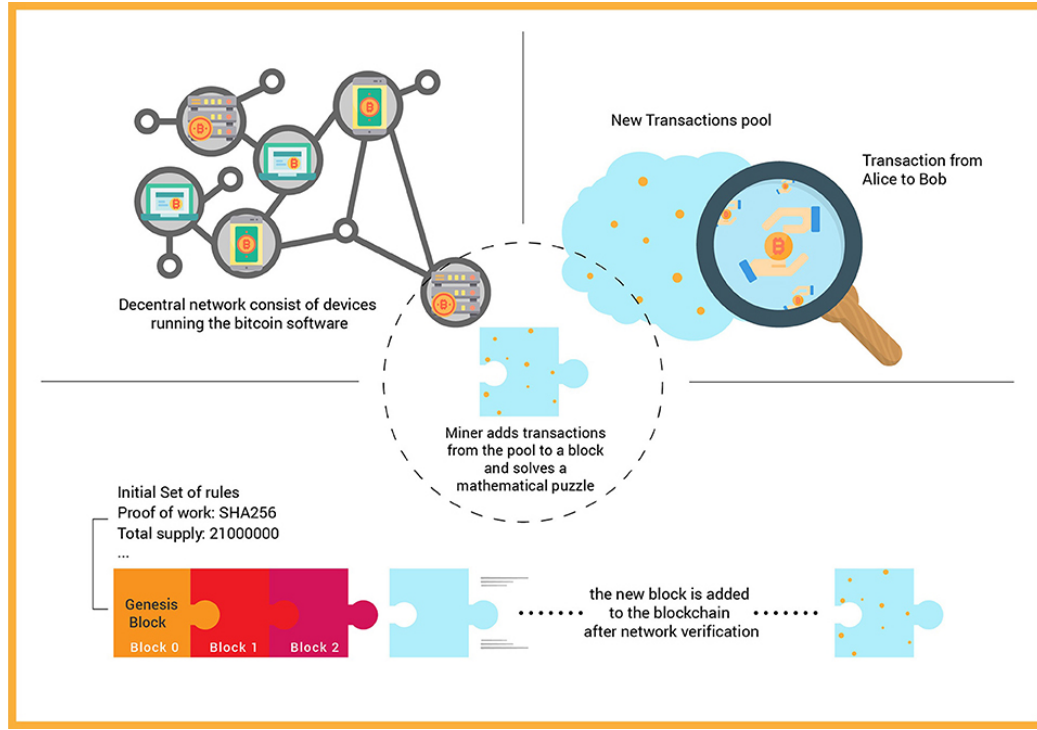 Decentral network consist of devices
running the bitcoin software
New Transactions pool
Transaction from
Alice to Bob
Miner adds transactions
from the pool to a block
and solves a
mathematical puzzle
Initial Set of rules
Proof of work: SHA256
Total supply: 21000000
...
Genesis
Block
Block 0
Block 1
Block 2
the new block is added
to the blockchain
after network verification